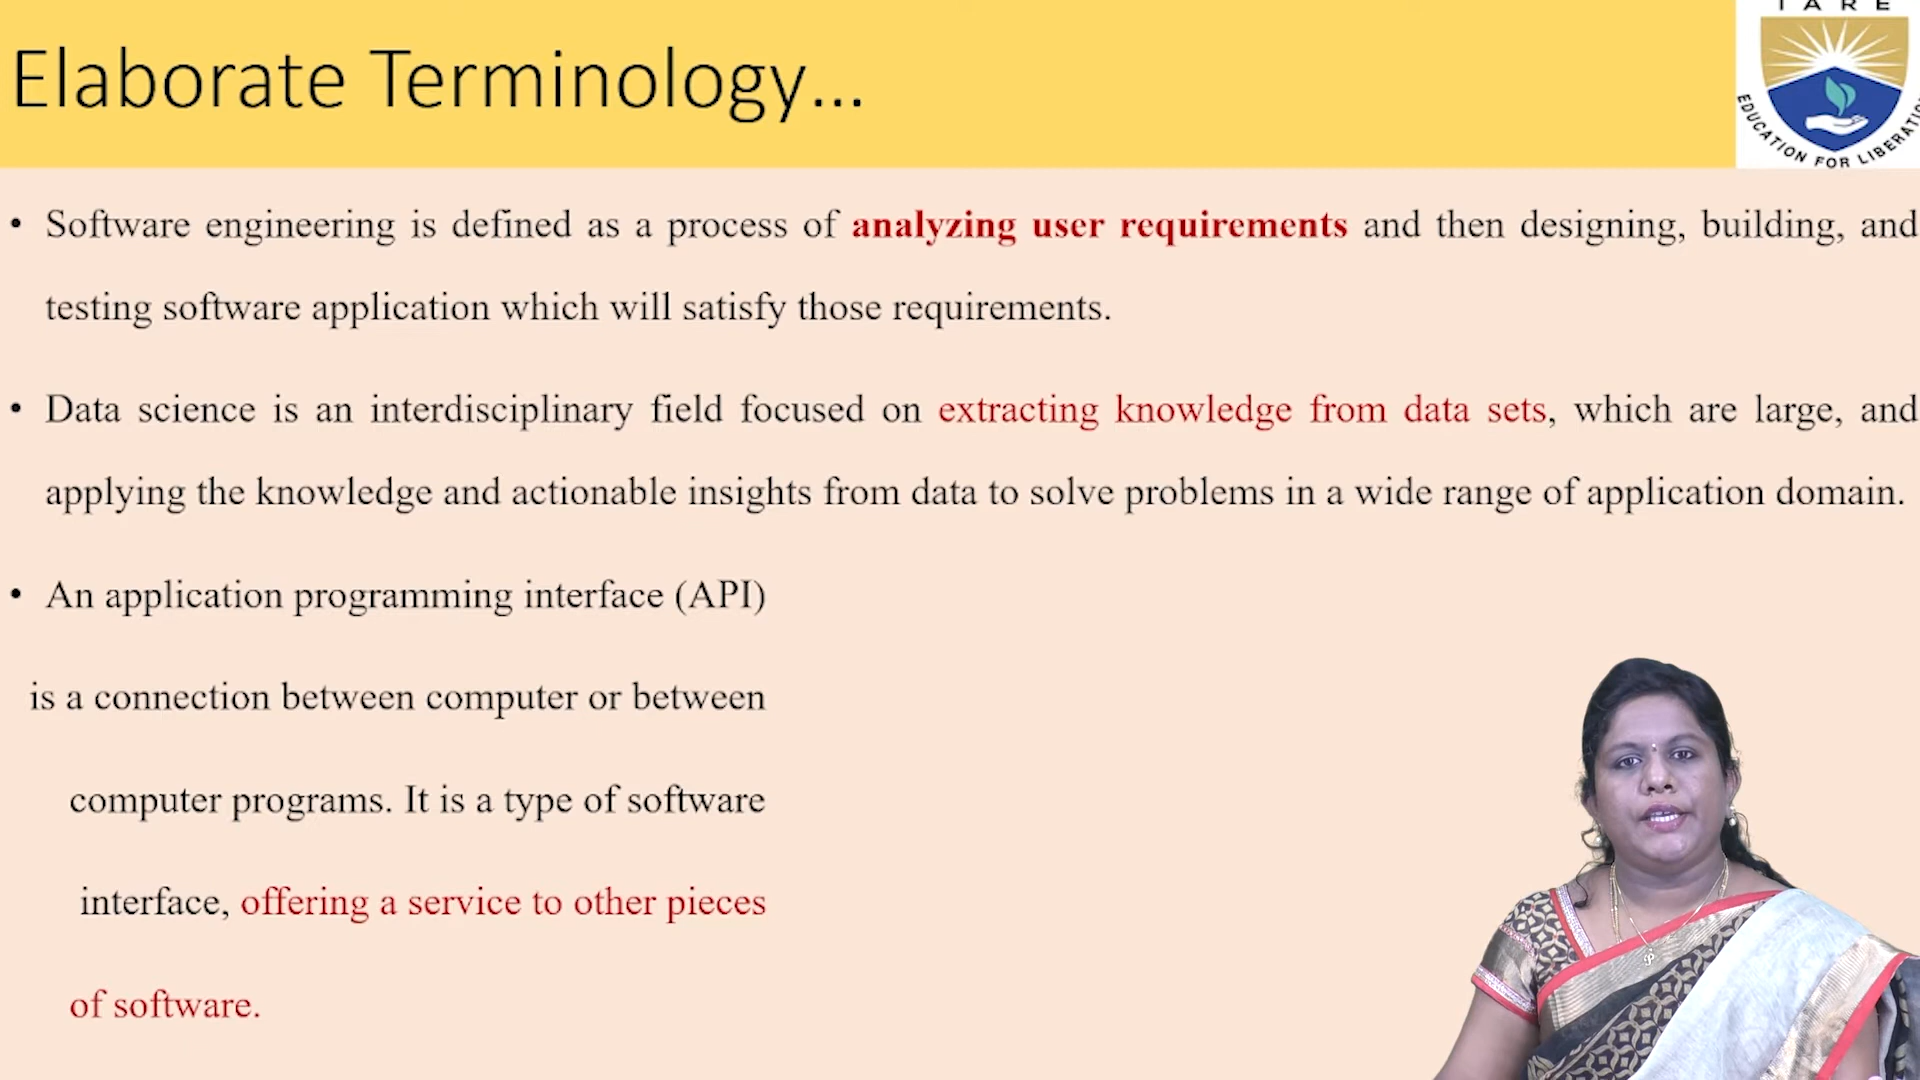 I A R E
Elaborate Terminology...
EDUCATION FOR
• Software engineering is defined as a process of analyzing user requirements and then designing, building, and
testing software application which will satisfy those requirements.
• Data science is an interdisciplinary field focused on extracting knowledge from data sets, which are large, and
applying the knowledge and actionable insights from data to solve problems in a wide range of application domain.
• An application programming interface (API)
is a connection between computer or between
computer programs. It is a type of software
interface, offering a service to other pieces
of software.